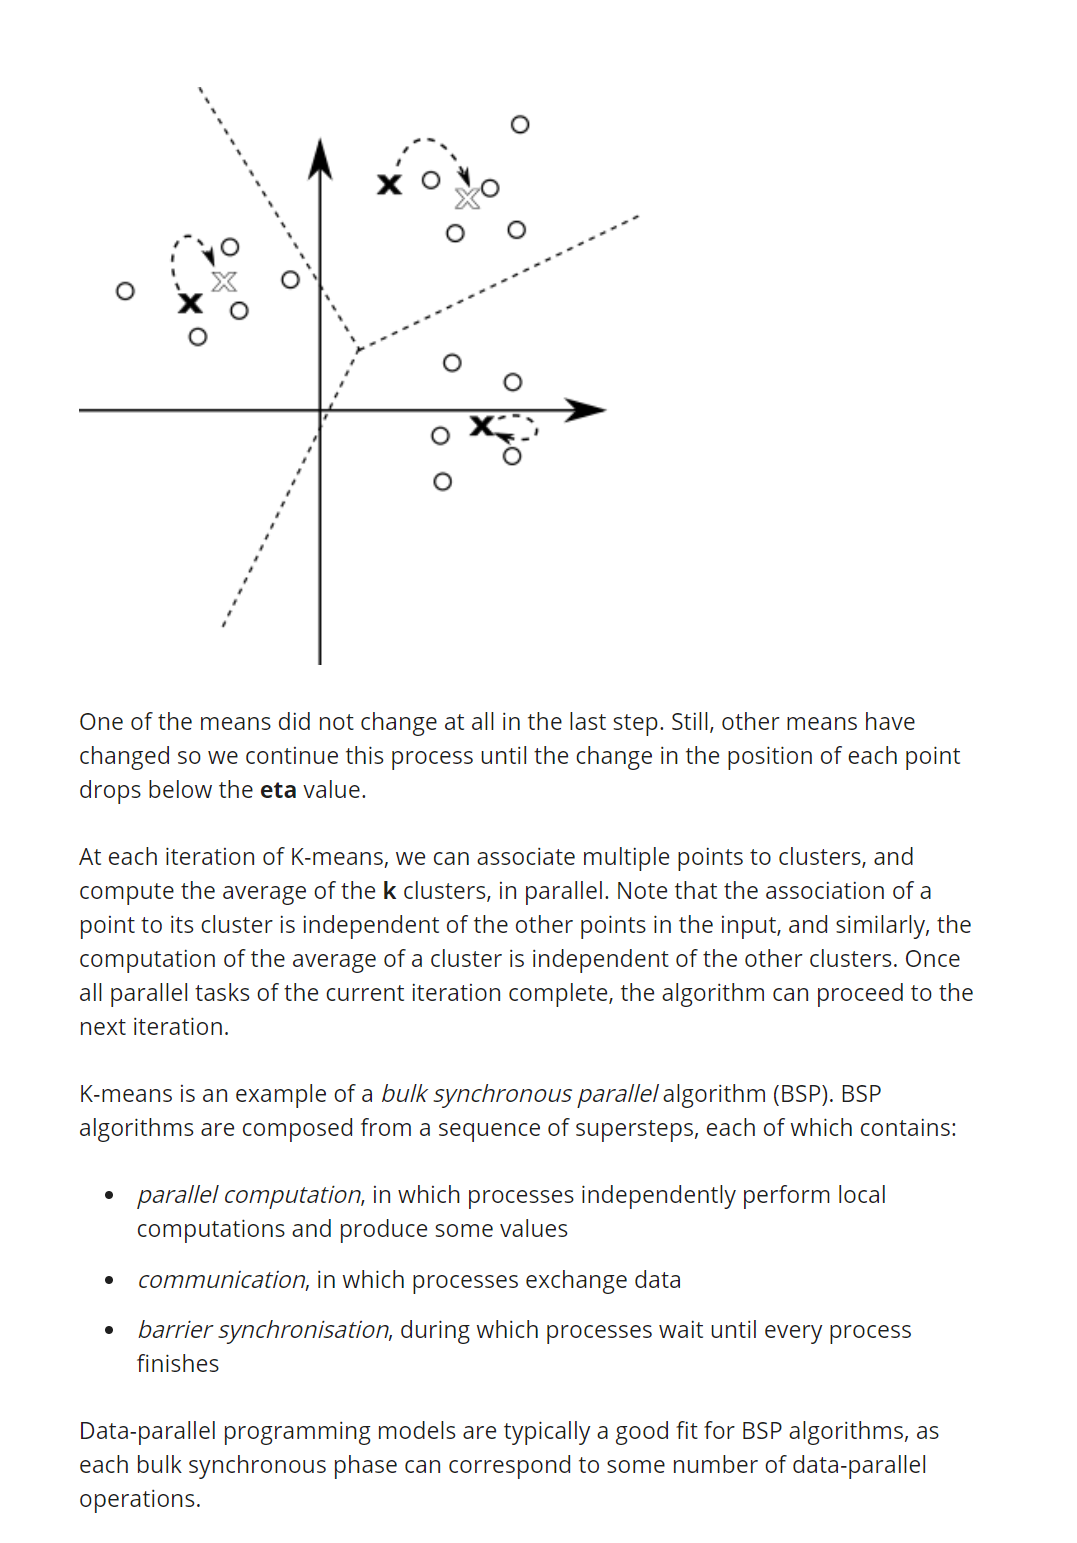 One of the means did not change at all in the last step. Still, other means have
changed so we continue this process until the change in the position of each point
drops below the eta value.
At each iteration of K-means, we can associate multiple points to clusters, and
compute the average of the k clusters, in parallel. Note that the association of a
point to its cluster is independent of the other points in the input, and similarly, the
computation of the average of a cluster is independent of the other clusters. Once
all parallel tasks of the current iteration complete, the algorithm can proceed to the
next iteration.
K-means is an example of a bulk synchronous parallel algorithm (BSP). BSP
algorithms are composed from a sequence of supersteps, each of which contains:
• parallel computation, in which processes independently perform local
computations and produce some values
• communication, in which processes exchange data
• barrier synchronisation, during which processes wait until every process
finishes
Data-parallel programming models are typically a good fit for BSP algorithms, as
each bulk synchronous phase can correspond to some number of data-parallel
operations.